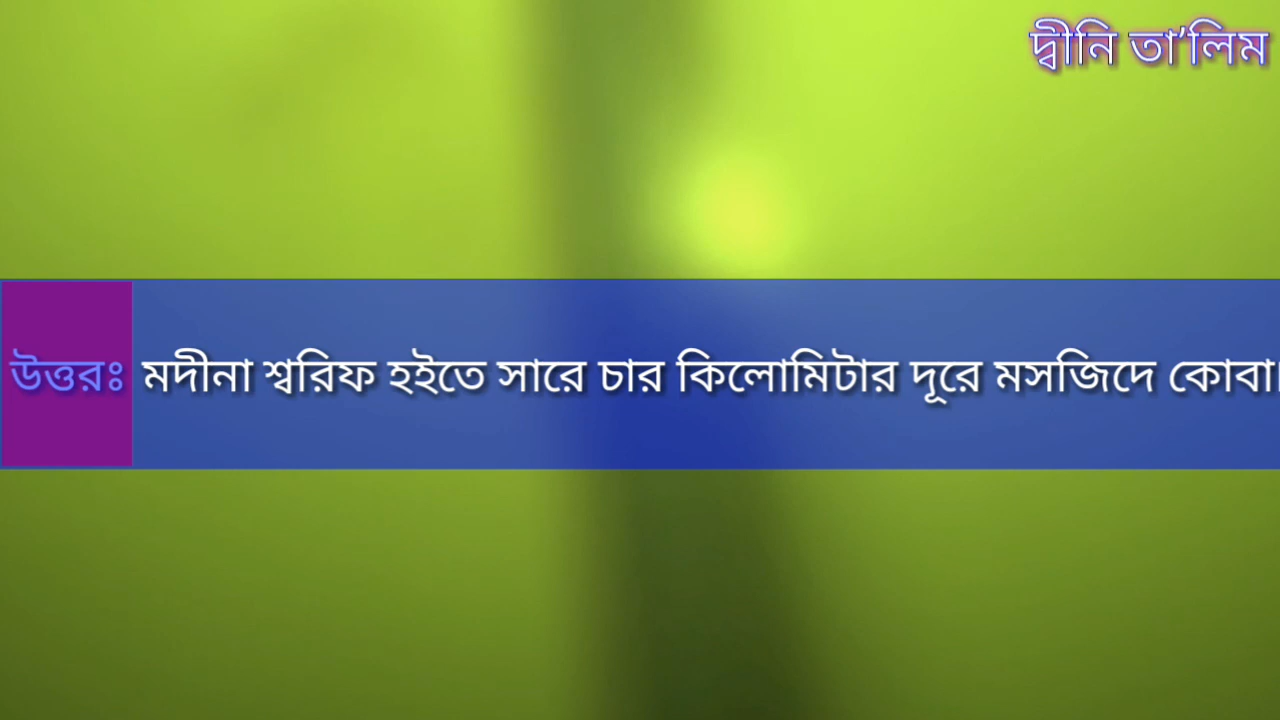 দ্বীনি তা’লিম
উত্তরঃ মদীনা শ্বরিফ হইতে সারে চার কিলোমিটার দূরে মসজিদে কোবা